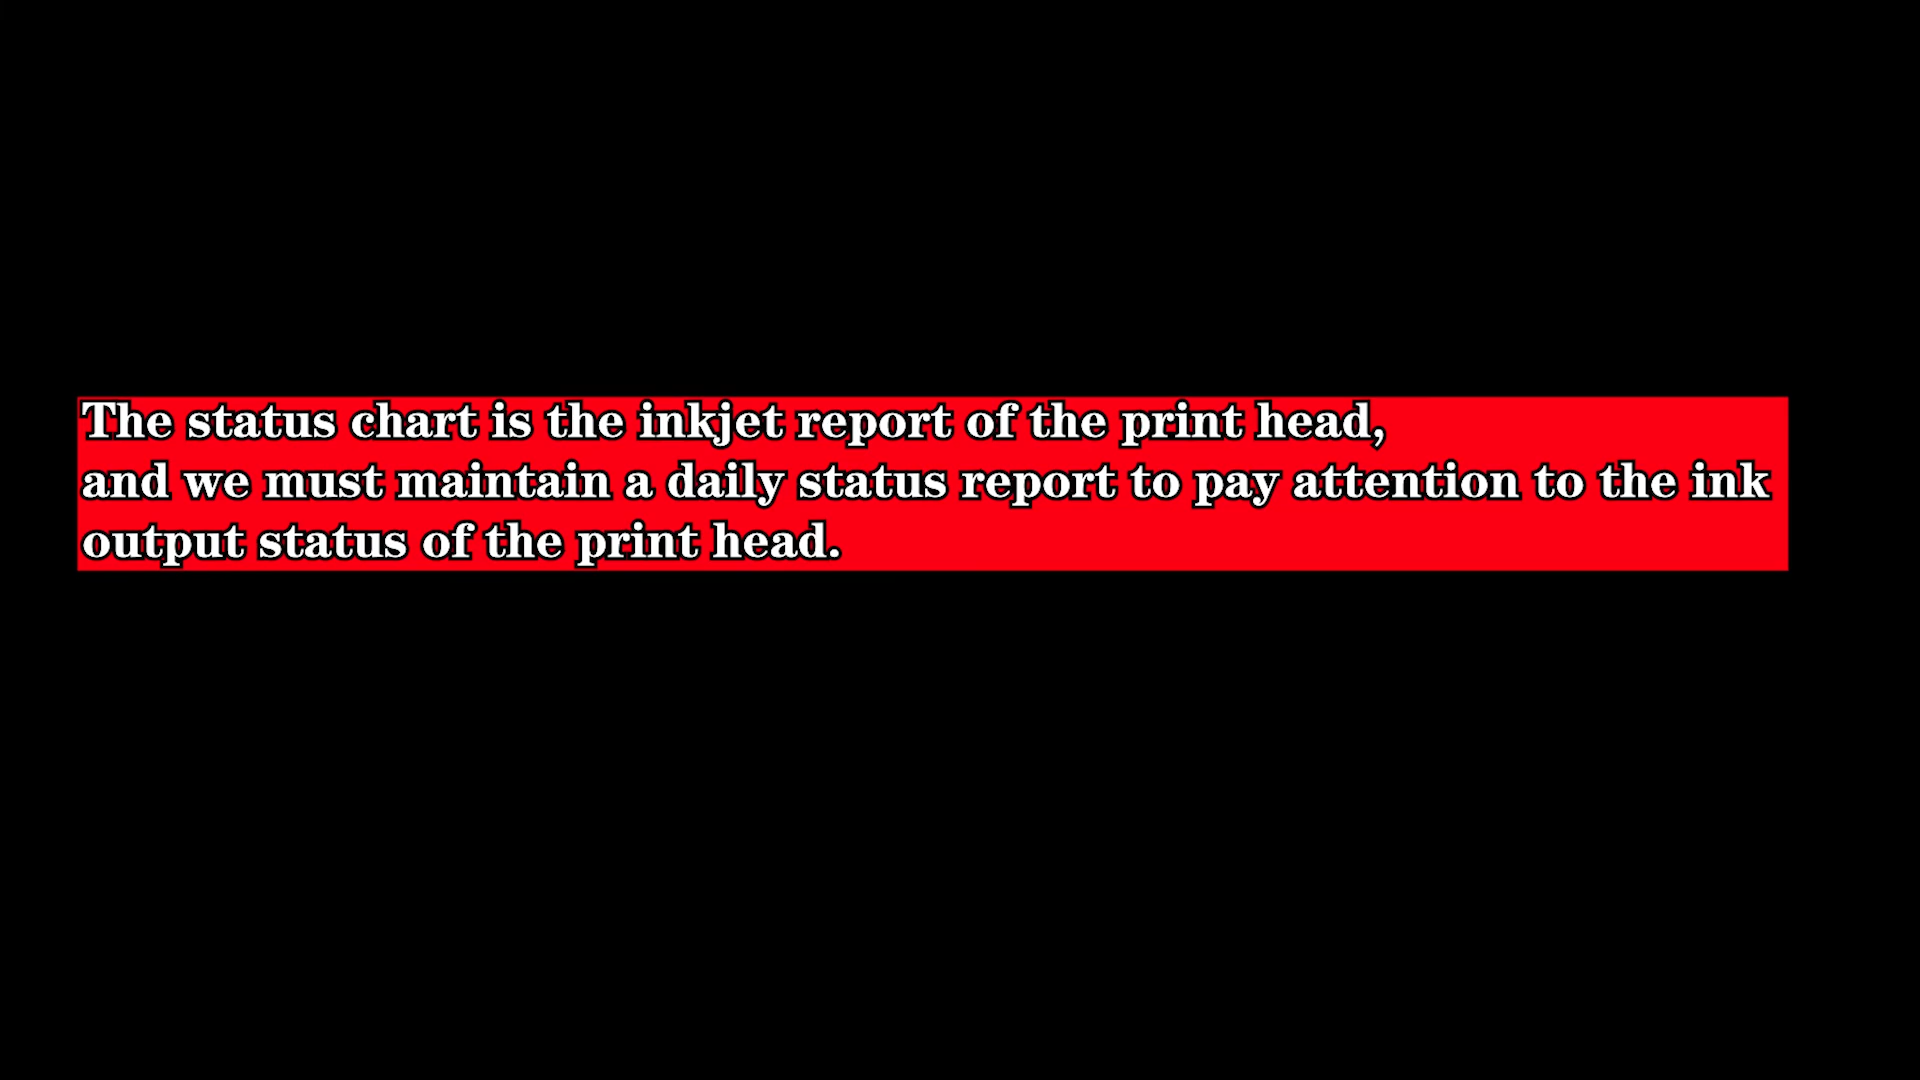 The status chart is the inkjet report of the print head,
and we must maintain a daily status report to pay attention to the ink
output status of the print head.